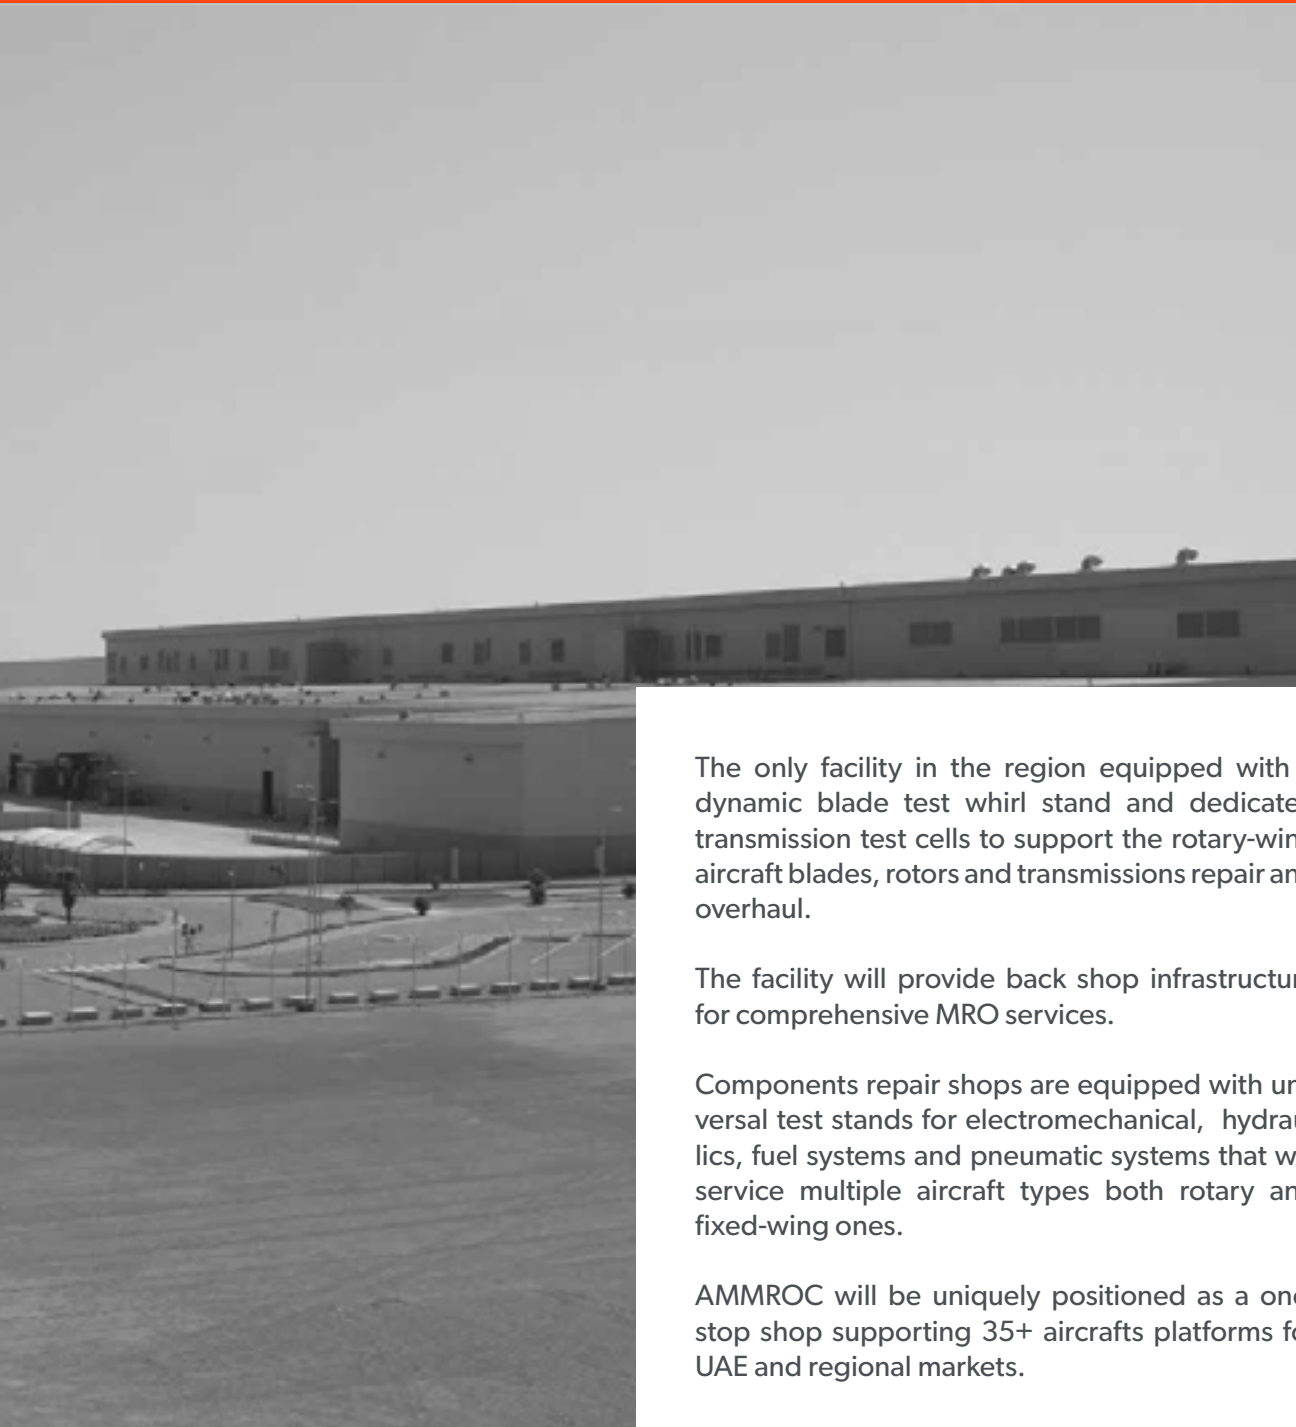 The only facility in the region equipped with
dynamic blade test whirl stand and dedicate
transmission test cells to support the rotary-win
aircraft blades, rotors and transmissions repair an
overhaul.
The facility will provide back shop infrastructur
for comprehensive MRO services.
Components repair shops are equipped with un
versal test stands for electromechanical, hydrau
lics, fuel systems and pneumatic systems that w
service multiple aircraft types both rotary an
fixed-wing ones.
AMMROC will be uniquely positioned as a one
stop shop supporting 35+ aircrafts platforms fo
UAE and regional markets.